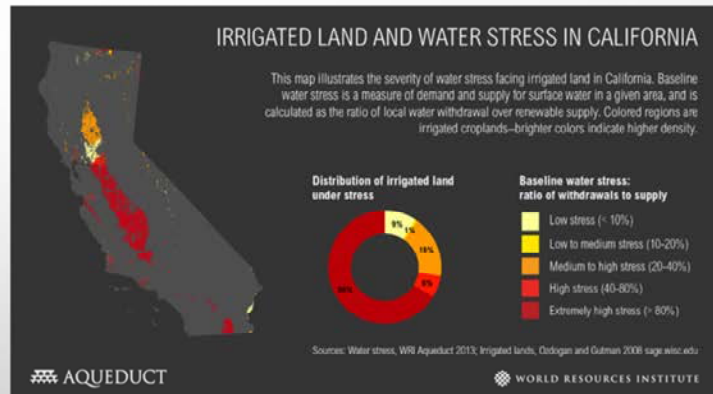 IRRIGATED LAND AND WATER STRESS IN CALIFORNIA
This map illustrates the severity of water stress facing irrigated land in California. Baseline
water stress is a measure of demand and supply for surface water in a given area, and is
calculated as the ratio of local water withdrawal over renewable supply. Colored regions are
irrigated croplands–brighter colors indicate higher density.
Distribution of irrigated land
under stress
9%
1%
Baseline water stress:
ratio of withdrawals to supply
Low stress (< 10%)
Low to medium stress (10-20%)
Medium to high stress (20-40%)
High stress (40-80%)
Extremely high stress (> 80%)
Sources: Water stress, WRI Aqueduct 2013; Irrigated lands, Ozdogan and Gutman 2008 sage.wisc.edu
AQUEDUCT
WORLD RESOURCES INSTITUTE